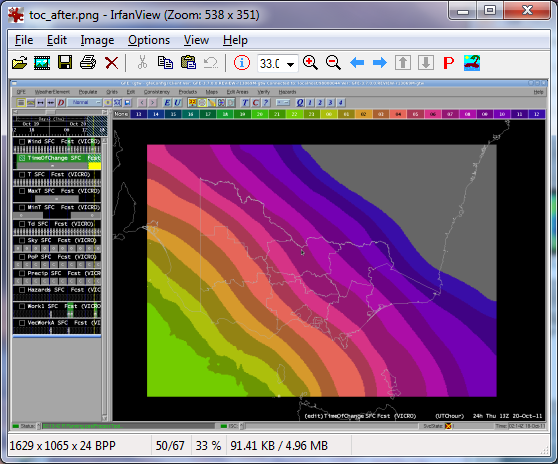 toc_after.png - IrfanView (Zoom: 538 x 351)
File Edit Image Options View Help
33.0
GFE WeatherElement Populate Grids Edit Consistency Products Maps Edit Areas Verify Hazards Help
Normal
E U
T C ?
Q 1 2 3 4
None 13 14 15 16 17 18 19 20 21 22 23 00 01 02 03 04 05 06 07 08 09 10 11 12
Wind SFC Fcst (VICRO)
TimeOfChange SFC Fcst
T SFC Fcst (VICRO)
MaxT SFC Fcst (VICRO)
MinT SFC Fcst (VICRO)
Td SFC Fcst (VICRO)
Sky SFC Fcst (VICRO)
PoP SFC Fcst (VICRO)
Precip SFC Fcst (VICRO)
Hazards SFC Fcst (VICRO)
Work1 SFC Fcst (VICRO)
VecWorkA SFC Fcst (VICRO)
(edit)TimeOfChange SFC Fcst (VICRO) (UTChour) 24h Thu 13Z 20-Oct-11
1629 x 1065 x 24 BPP 50/67 33 % 91.41 KB / 4.96 MB